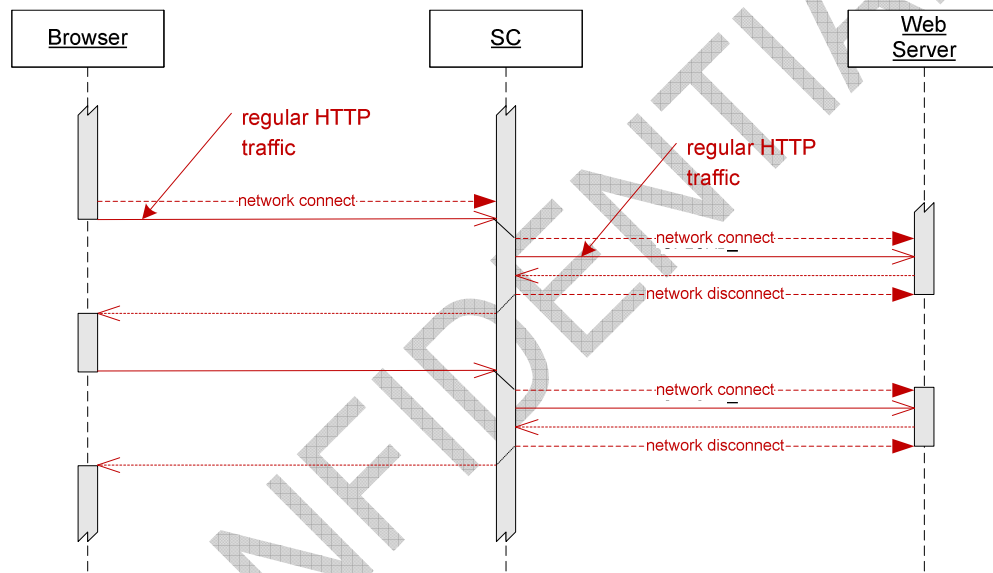 Browser
SC
Web
Server
regular HTTP
traffic
regular HTTP
traffic
network connect
network connect
network disconnect
network connect
network disconnect
NFIDENTIA